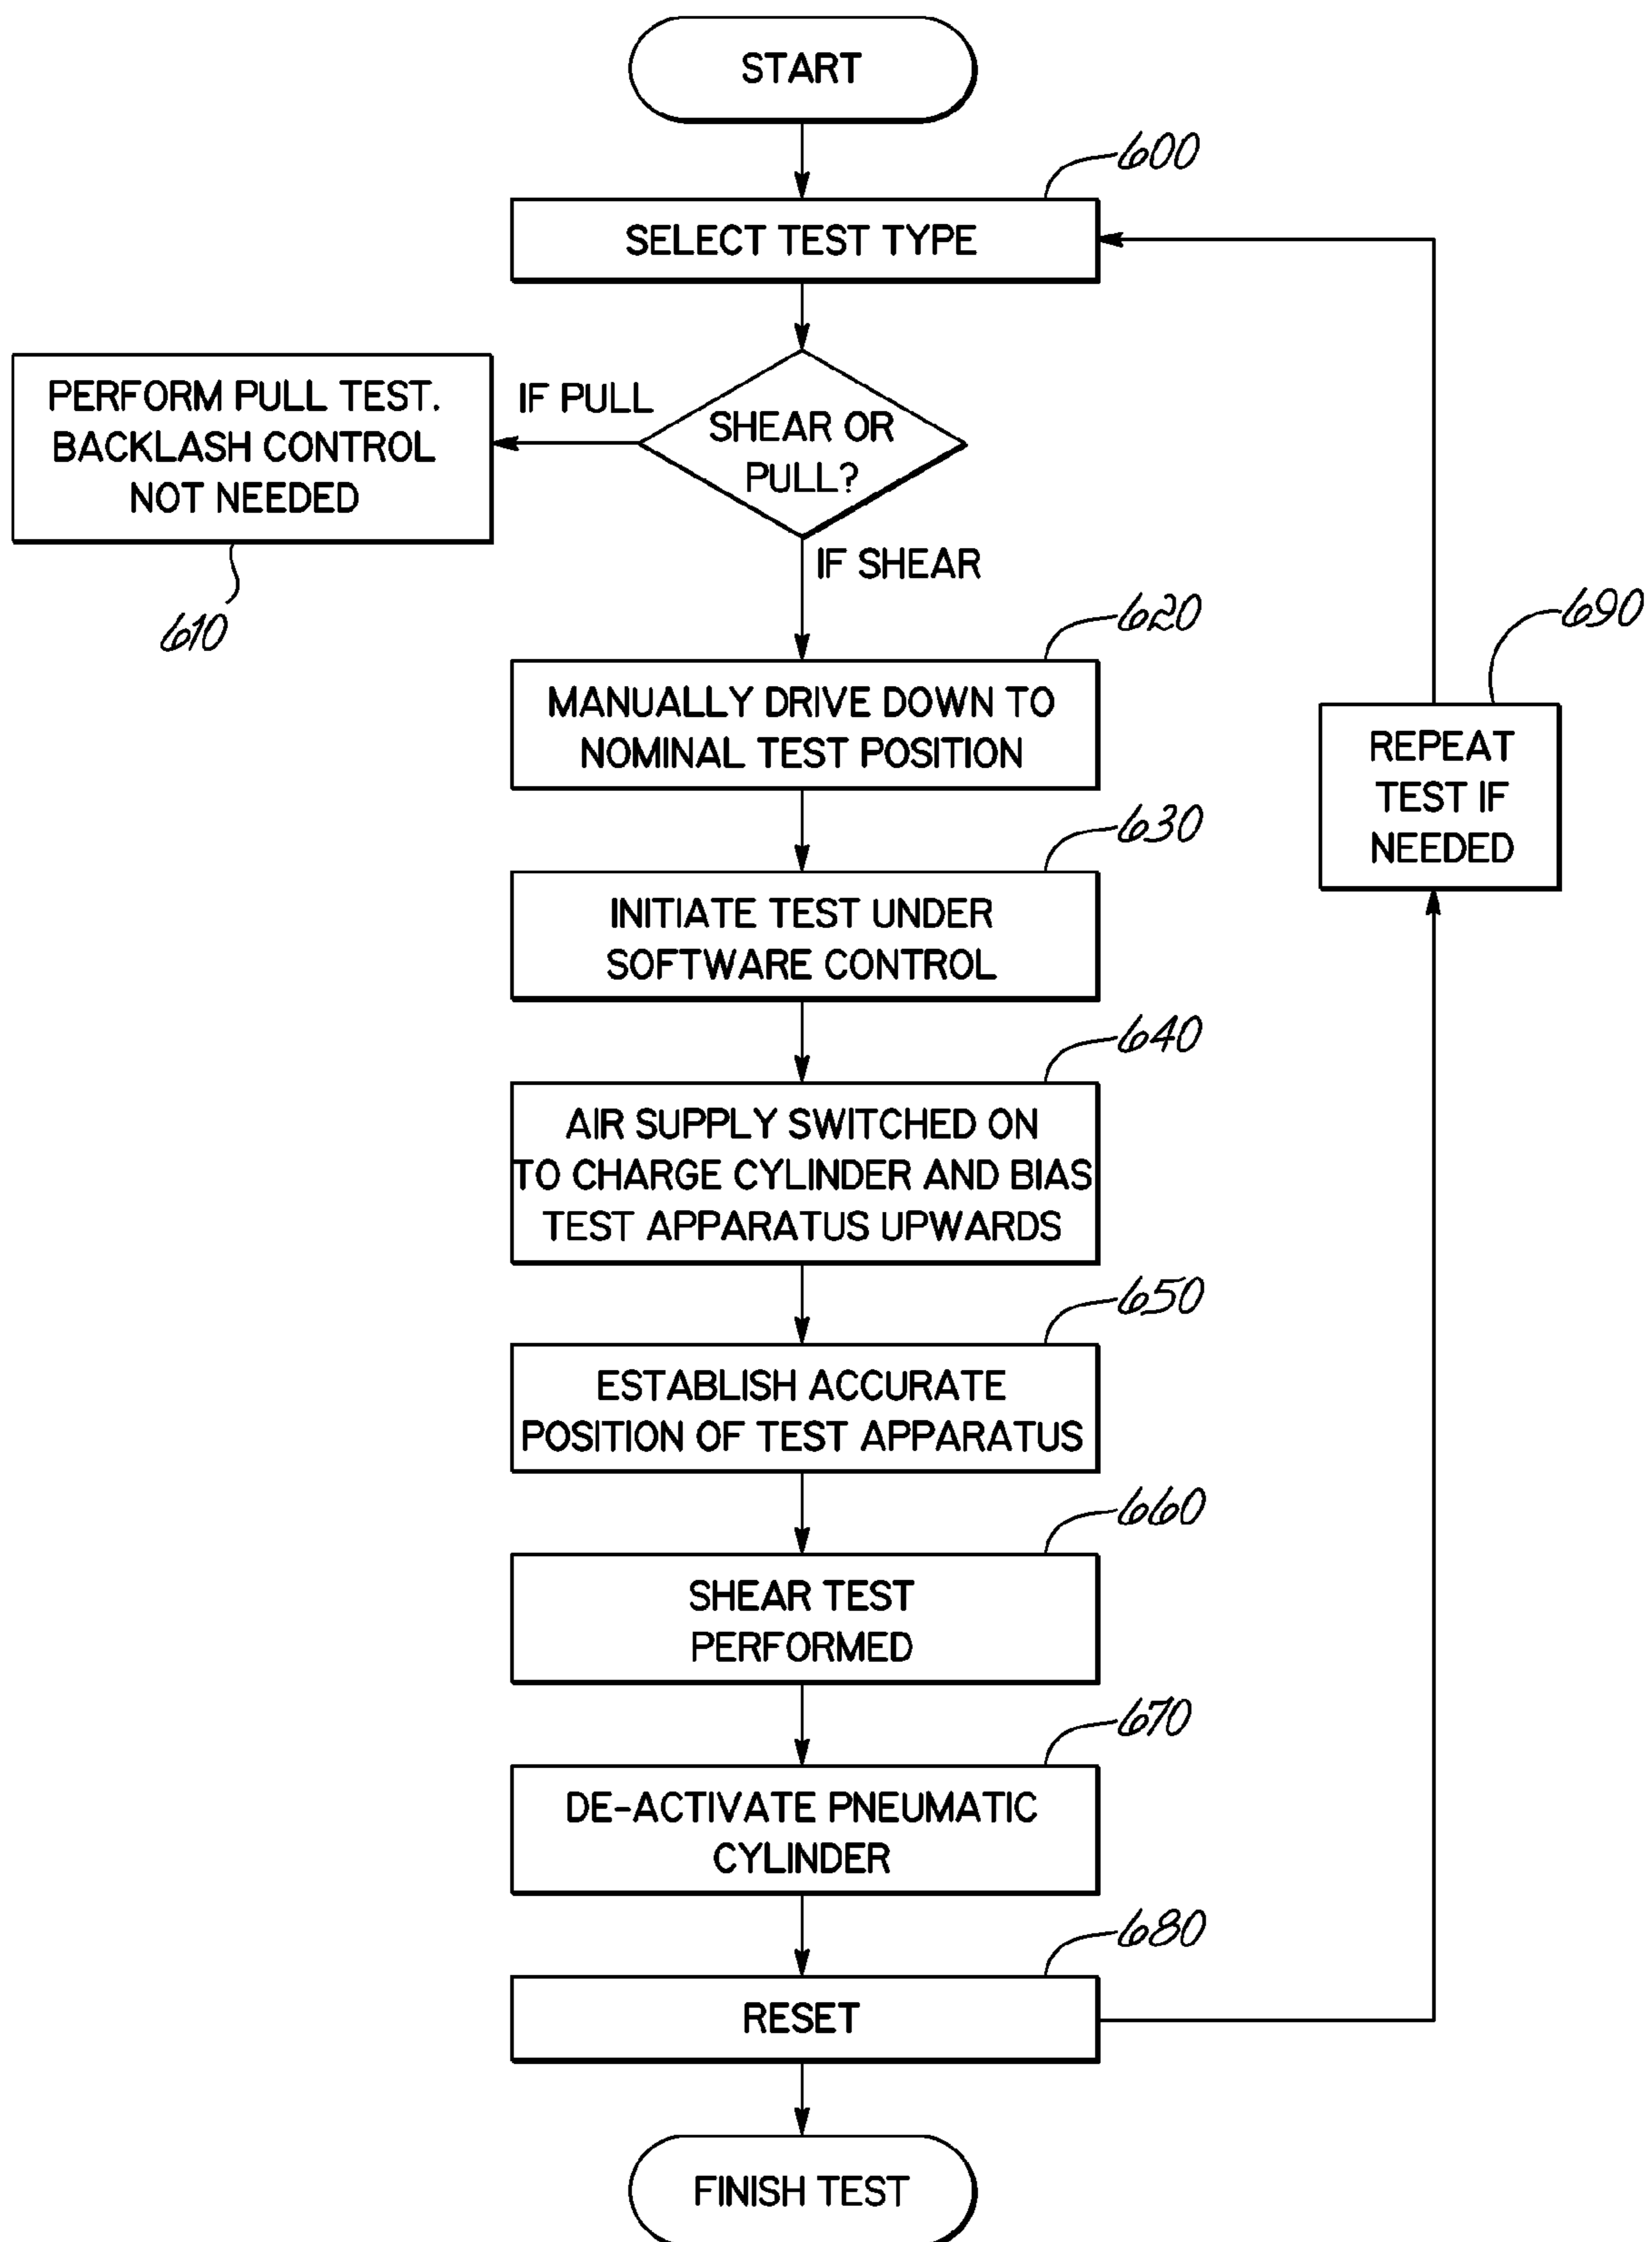 START
600
SELECT TEST TYPE
PERFORM PULL TEST.
BACKLASH CONTROL
NOT NEEDED
610
IF PULL
SHEAR OR
PULL?
IF SHEAR
620
MANUALLY DRIVE DOWN TO
NOMINAL TEST POSITION
630
INITIATE TEST UNDER
SOFTWARE CONTROL
640
AIR SUPPLY SWITCHED ON
TO CHARGE CYLINDER AND BIAS
TEST APPARATUS UPWARDS
650
ESTABLISH ACCURATE
POSITION OF TEST APPARATUS
660
SHEAR TEST
PERFORMED
670
DE-ACTIVATE PNEUMATIC
CYLINDER
680
RESET
690
REPEAT
TEST IF
NEEDED
FINISH TEST